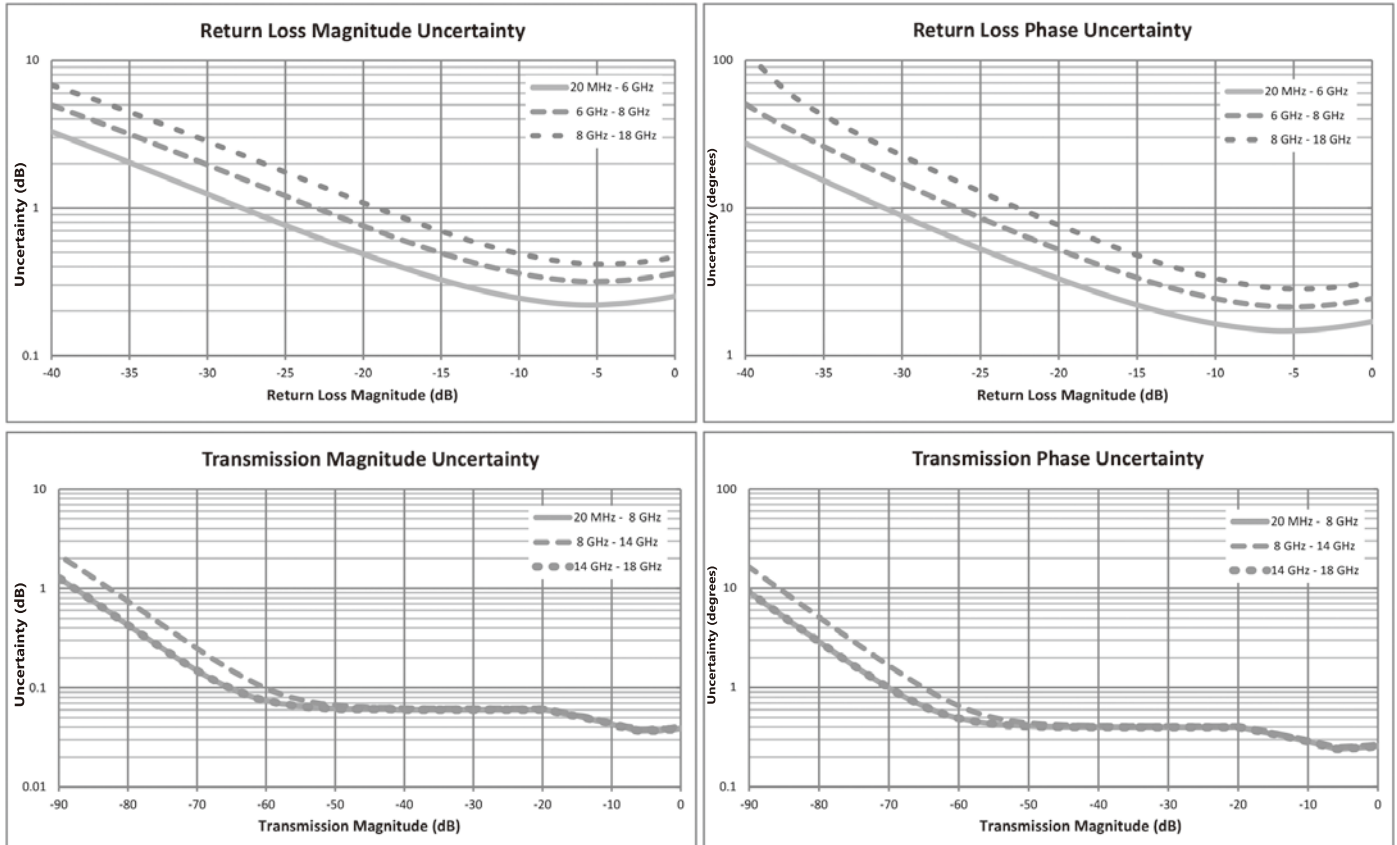 Return Loss Magnitude Uncertainty
10
1
0.1
Uncertainty (dB)
20 MHz - 6 GHz
6 GHz - 8 GHz
8 GHz - 18 GHz
-40 -35 -30 -25 -20 -15 -10 -5 0
Return Loss Magnitude (dB)
Return Loss Phase Uncertainty
100
10
1
Uncertainty (degrees)
20 MHz - 6 GHz
6 GHz - 8 GHz
8 GHz - 18 GHz
-40 -35 -30 -25 -20 -15 -10 -5 0
Return Loss Magnitude (dB)
Transmission Magnitude Uncertainty
10
1
0.1
0.01
Uncertainty (dB)
20 MHz - 8 GHz
8 GHz - 14 GHz
14 GHz - 18 GHz
-90 -80 -70 -60 -50 -40 -30 -20 -10 0
Transmission Magnitude (dB)
Transmission Phase Uncertainty
100
10
1
0.1
Uncertainty (degrees)
20 MHz - 8 GHz
8 GHz - 14 GHz
14 GHz - 18 GHz
-90 -80 -70 -60 -50 -40 -30 -20 -10 0
Transmission Magnitude (dB)